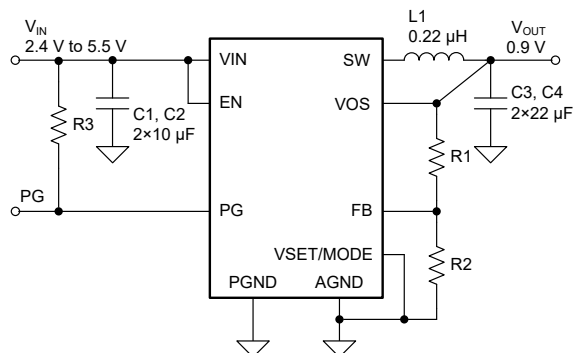 V_IN
2.4 V to 5.5 V
L1
0.22 µH
V_OUT
0.9 V
VIN
SW
EN
VOS
C1, C2
2×10 µF
C3, C4
2×22 µF
R3
R1
PG
PG
FB
VSET/MODE
R2
PGND
AGND